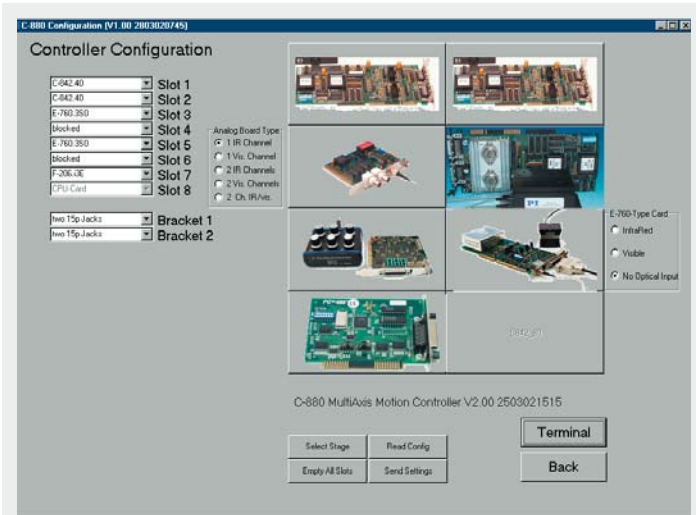 C-880 Configuration (V1.00 2803020745)
Controller Configuration
C-842.40 Slot 1
C-842.40 Slot 2
E-760.3S0 Slot 3
blocked Slot 4
E-760.3S0 Slot 5
blocked Slot 6
F-206.i3E Slot 7
CPU-Card Slot 8
two 15p Jacks Bracket 1
two 15p Jacks Bracket 2
Analog Board Type
1 IR Channel
1 Vis. Channel
2 IR Channels
2 Vis. Channels
2 Ch. IR/vis.
PI
E-760-Type Card
InfraRed
Visible
No Optical Input
C-880 MultiAxis Motion Controller V2.00 2503021515
Select Stage
Read Config
Empty All Slots
Send Settings
Terminal
Back